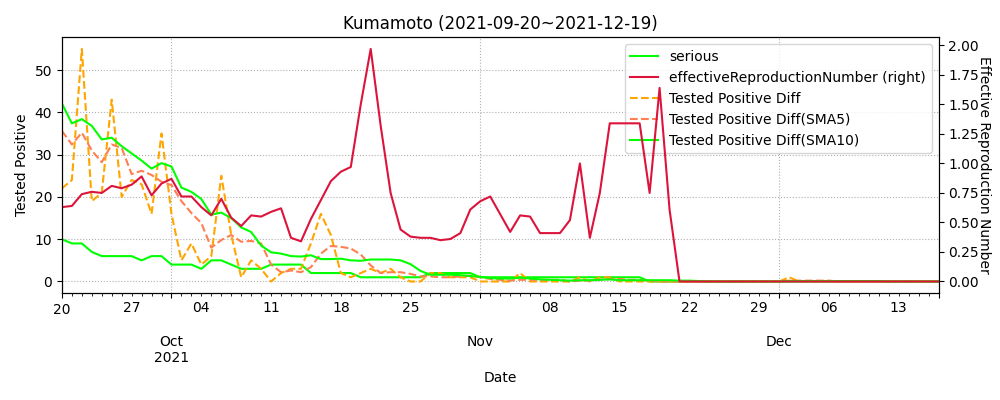 Kumamoto (2021-09-20~2021-12-19)
serious
effectiveReproductionNumber (right)
Tested Positive Diff
Tested Positive Diff(SMA5)
Tested Positive Diff(SMA10)
Tested Positive
50
40
30
20
10
0
2.00
1.75
1.50
1.25
1.00
0.75
0.50
0.25
0.00
Effective Reproduction Number
20 27 04 11 18 25 08 15 22 29 06 13
Oct Nov Dec
2021
Date